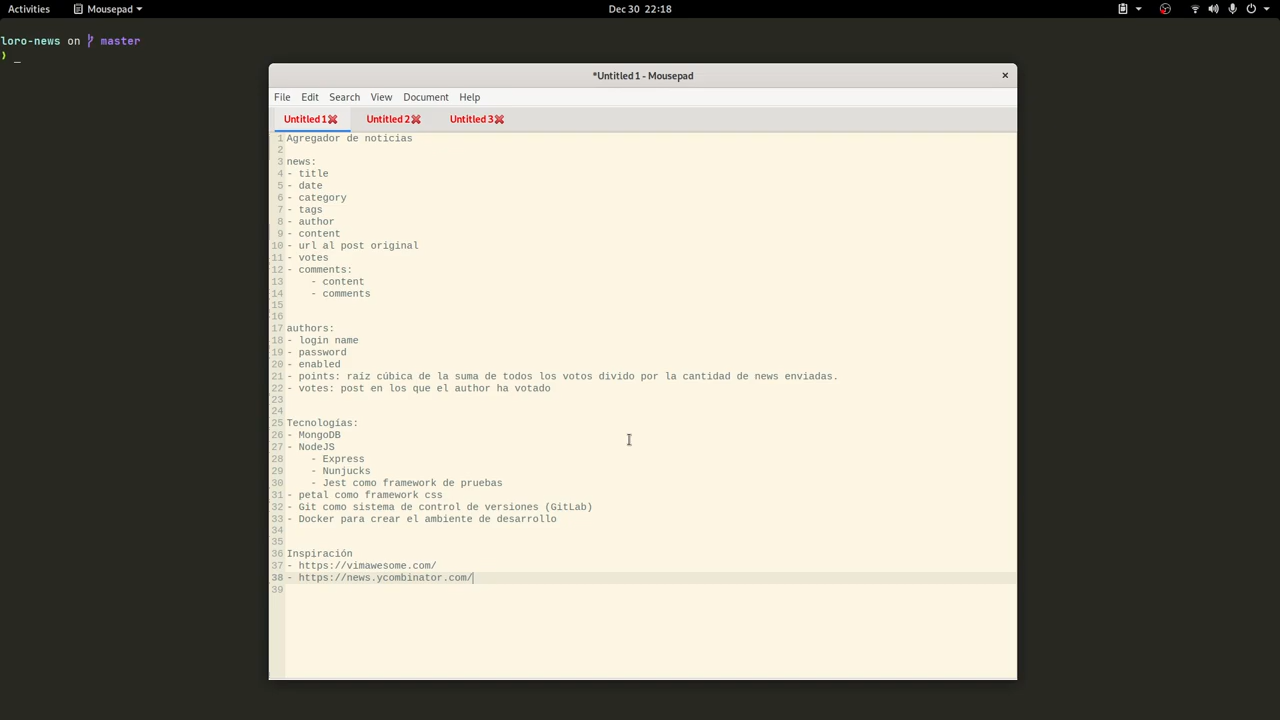 Activities
Mousepad
Dec 30 22:18
loro-news on master
❯ _
*Untitled 1 - Mousepad
File Edit Search View Document Help
Untitled 1 Untitled 2 Untitled 3
1 Agregador de noticias
2
3 news:
4 - title
5 - date
6 - category
7 - tags
8 - author
9 - content
10 - url al post original
11 - votes
12 - comments:
13 - content
14 - comments
15
16
17 authors:
18 - login name
19 - password
20 - enabled
21 - points: raíz cúbica de la suma de todos los votos divido por la cantidad de news enviadas.
22 - votes: post en los que el author ha votado
23
24
25 Tecnologías:
26 - MongoDB
27 - NodeJS
28 - Express
29 - Nunjucks
30 - Jest como framework de pruebas
31 - petal como framework css
32 - Git como sistema de control de versiones (GitLab)
33 - Docker para crear el ambiente de desarrollo
34
35
36 Inspiración
37 - https://vimawesome.com/
38 - https://news.ycombinator.com/
39